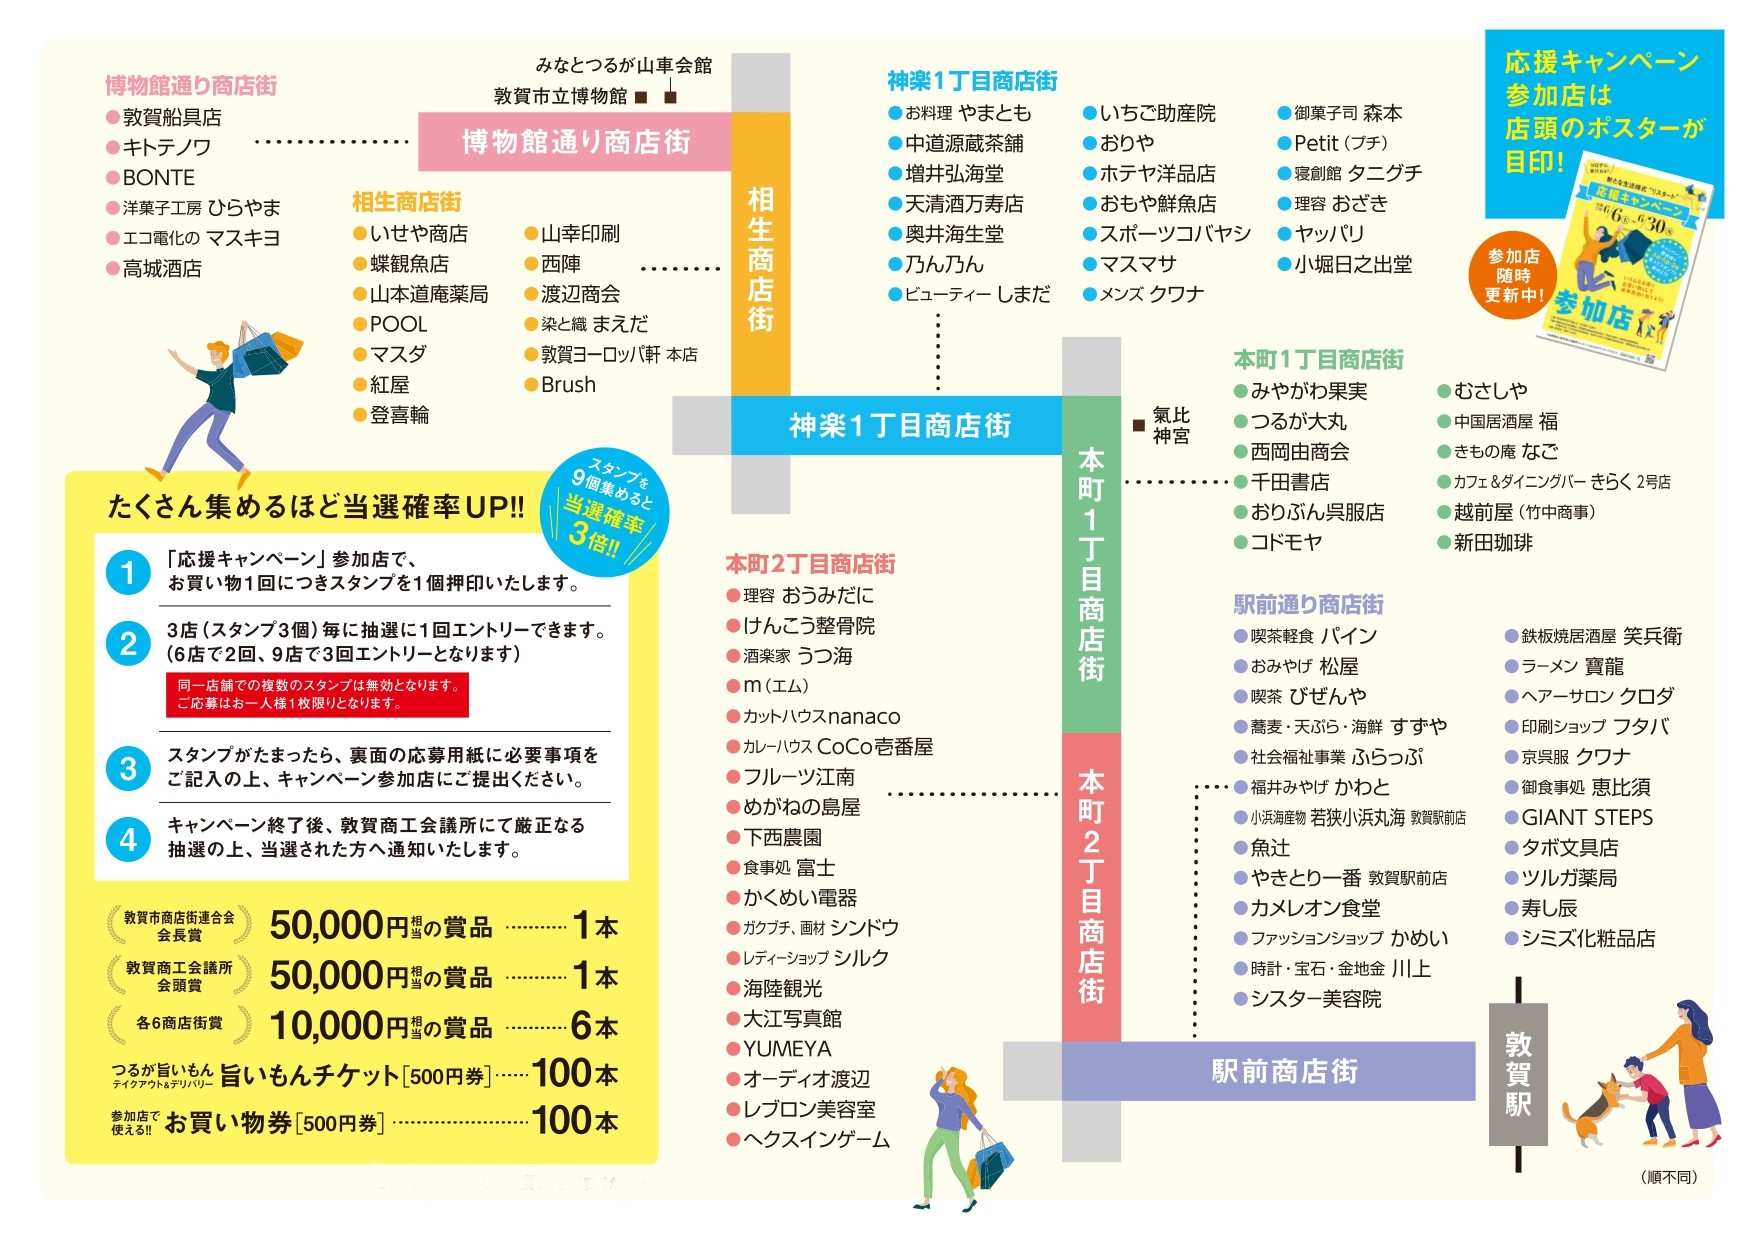 博物館通り商店街
●敦賀船具店
●キトテノワ
●BONTE
●洋菓子工房 ひらやま
●エコ電化の マスキヨ
●高城酒店
みなとつるが山車会館
敦賀市立博物館
博物館通り商店街
相生商店街
●いせや商店
●蝶観魚店
●山本道庵薬局
●POOL
●マスダ
●紅屋
●登喜輪
●山幸印刷
●西陣
●渡辺商会
●染と織 まえだ
●敦賀ヨーロッパ軒 本店
●Brush
相生商店街
神楽1丁目商店街
●お料理 やまとも
●中道源蔵茶舗
●増井弘海堂
●天清酒万寿店
●奥井海生堂
●乃ん乃ん
●ビューティー しまだ
●いちご助産院
●おりや
●ホテヤ洋品店
●おもや鮮魚店
●スポーツコバヤシ
●マスマサ
●メンズ クワナ
●御菓子司 森本
●Petit（プチ）
●寝創館 タニグチ
●理容 おざき
●ヤッパリ
●小堀日之出堂
神楽1丁目商店街
応援キャンペーン
参加店は
店頭のポスターが
目印!
新たな生活様式 "リスタート"
応援キャンペーン
6/6㊏-6/30㊋
参加店
参加店
随時
更新中!
氣比
神宮
本町1丁目商店街
●みやがわ果実
●つるが大丸
●西岡由商会
●千田書店
●おりぶん呉服店
●コドモヤ
●むさしや
●中国居酒屋 福
●きもの庵 なご
●カフェ&ダイニングバー きらく 2号店
●越前屋（竹中商事）
●新田珈琲
本町1丁目商店街
たくさん集めるほど当選確率UP!!
スタンプを
9個集めると
当選確率
3倍!!
1
「応援キャンペーン」参加店で、
お買い物1回につきスタンプを1個押印いたします。
2
3店（スタンプ3個）毎に抽選に1回エントリーできます。
（6店で2回、9店で3回エントリーとなります）
同一店舗での複数のスタンプは無効となります。
ご応募はお一人様1枚限りとなります。
3
スタンプがたまったら、裏面の応募用紙に必要事項を
ご記入の上、キャンペーン参加店にご提出ください。
4
キャンペーン終了後、敦賀商工会議所にて厳正なる
抽選の上、当選された方へ通知いたします。
敦賀市商店街連合会
会長賞
50,000円相当の賞品 ………… 1本
敦賀商工会議所
会頭賞
50,000円相当の賞品 ………… 1本
各6商店街賞
10,000円相当の賞品 ………… 6本
つるが旨いもん
テイクアウト&デリバリー
旨いもんチケット［500円券］…… 100本
参加店で
使える!!
お買い物券［500円券］……………… 100本
本町2丁目商店街
●理容 おうみだに
●けんこう整骨院
●酒楽家 うつ海
●m（エム）
●カットハウスnanaco
●カレーハウス CoCo壱番屋
●フルーツ江南
●めがねの島屋
●下西農園
●食事処 富士
●かくめい電器
●ガクブチ、画材 シンドウ
●レディーショップ シルク
●海陸観光
●大江写真館
●YUMEYA
●オーディオ渡辺
●レブロン美容室
●ヘクスインゲーム
本町2丁目商店街
駅前通り商店街
●喫茶軽食 パイン
●おみやげ 松屋
●喫茶 びぜんや
●蕎麦・天ぷら・海鮮 すずや
●社会福祉事業 ふらっぷ
●福井みやげ かわと
●小浜海産物 若狭小浜丸海 敦賀駅前店
●魚辻
●やきとり一番 敦賀駅前店
●カメレオン食堂
●ファッションショップ かめい
●時計・宝石・金地金 川上
●シスター美容院
●鉄板焼居酒屋 笑兵衛
●ラーメン 寶龍
●ヘアーサロン クロダ
●印刷ショップ フタバ
●京呉服 クワナ
●御食事処 恵比須
●GIANT STEPS
●タボ文具店
●ツルガ薬局
●寿し辰
●シミズ化粧品店
駅前商店街
敦賀駅
（順不同）